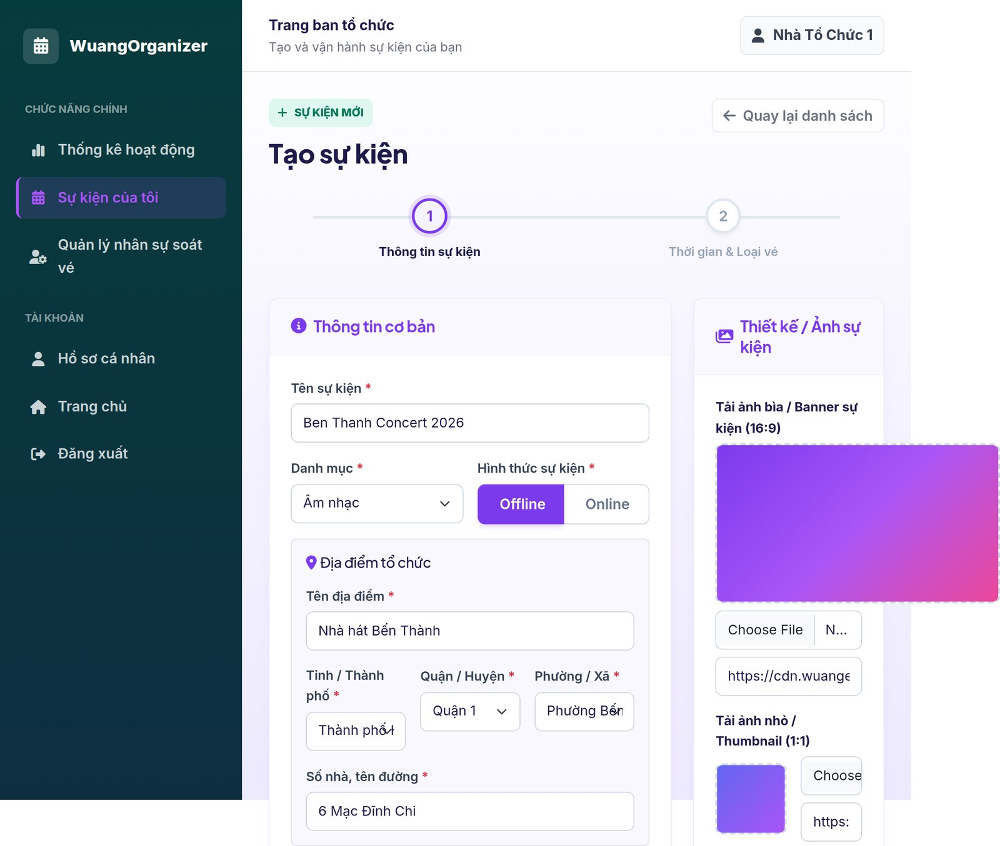 WuangOrganizer
CHỨC NĂNG CHÍNH
Thống kê hoạt động
Sự kiện của tôi
Quản lý nhân sự soát
vé
TÀI KHOẢN
Hồ sơ cá nhân
Trang chủ
Đăng xuất
Trang ban tổ chức
Tạo và vận hành sự kiện của bạn
Nhà Tổ Chức 1
SỰ KIỆN MỚI
Quay lại danh sách
Tạo sự kiện
1
2
Thông tin sự kiện
Thời gian & Loại vé
Thông tin cơ bản
Tên sự kiện *
Ben Thanh Concert 2026
Danh mục *
Hình thức sự kiện *
Âm nhạc
Offline
Online
Địa điểm tổ chức
Tên địa điểm *
Nhà hát Bến Thành
Tỉnh / Thành
phố *
Quận / Huyện *
Phường / Xã *
Thành phố
Quận 1
Phường Bến
Số nhà, tên đường *
6 Mạc Đĩnh Chi
Thiết kế / Ảnh sự
kiện
Tải ảnh bìa / Banner sự
kiện (16:9)
Choose File
N...
https://cdn.wuange
Tải ảnh nhỏ /
Thumbnail (1:1)
Choose
https: